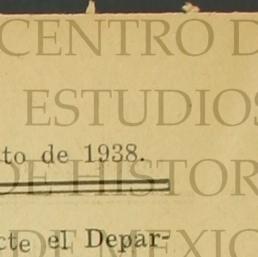 CENTRO D
ESTUDIOS
to de 1938.
DE HISTOR
cte el Depar-
DE MEXIC